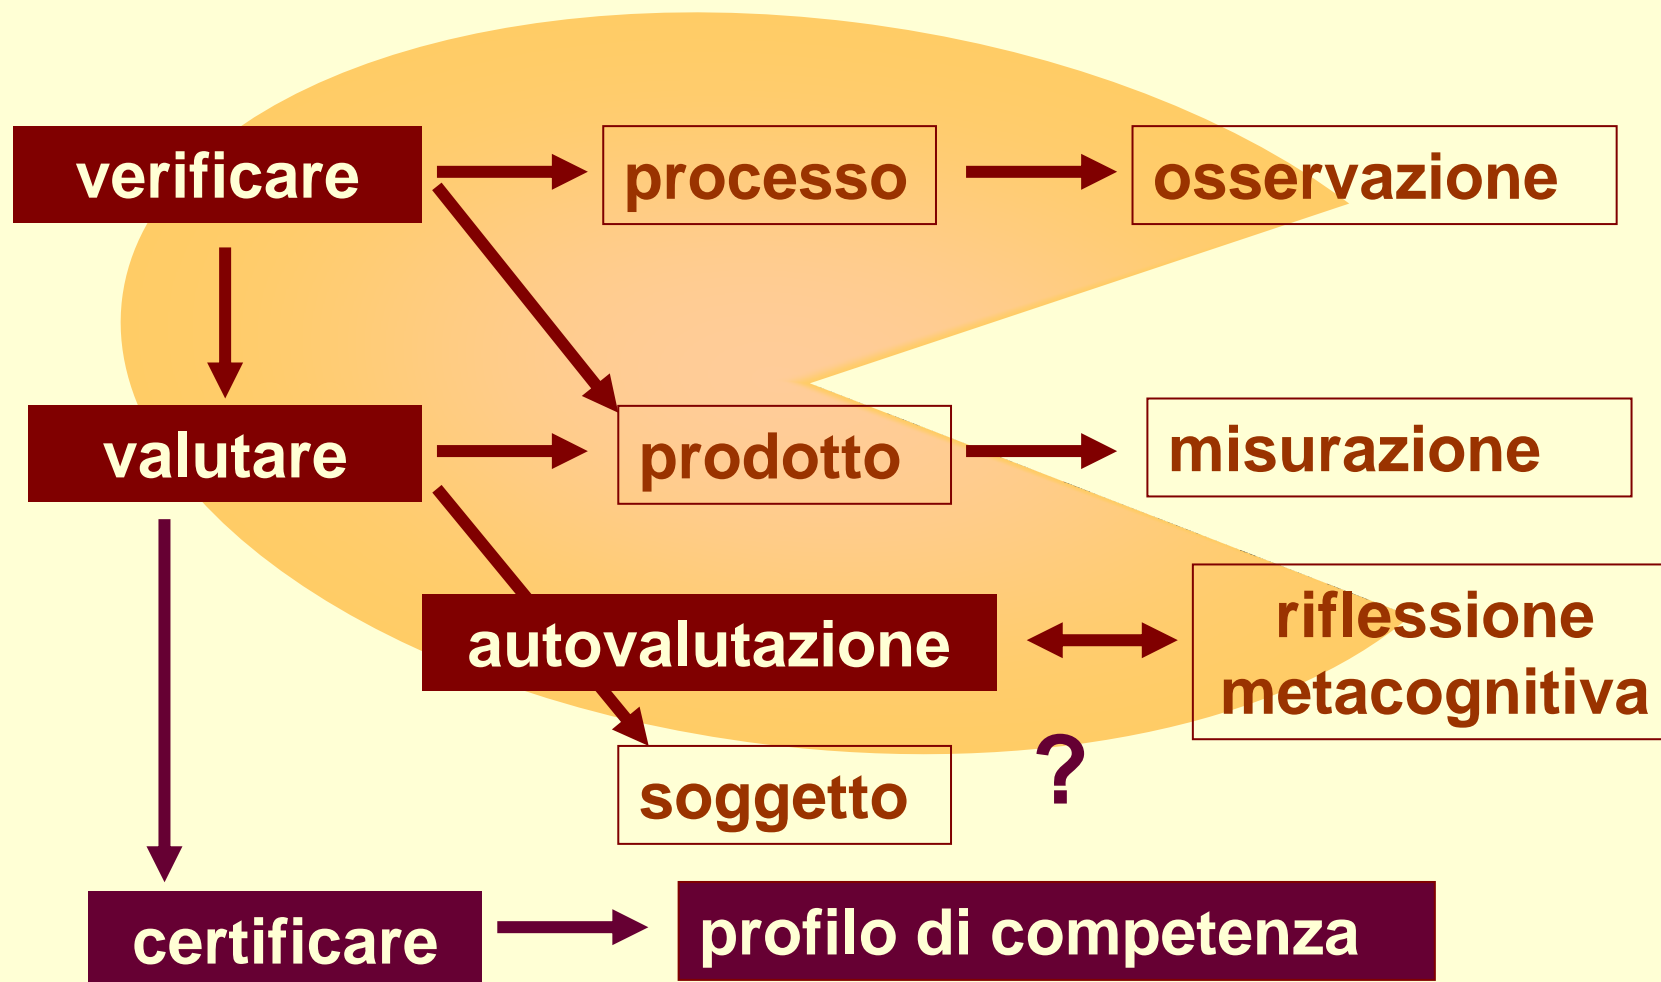 verificare
processo
osservazione
valutare
prodotto
misurazione
autovalutazione
riflessione
metacognitiva
soggetto
?
certificare
profilo di competenza